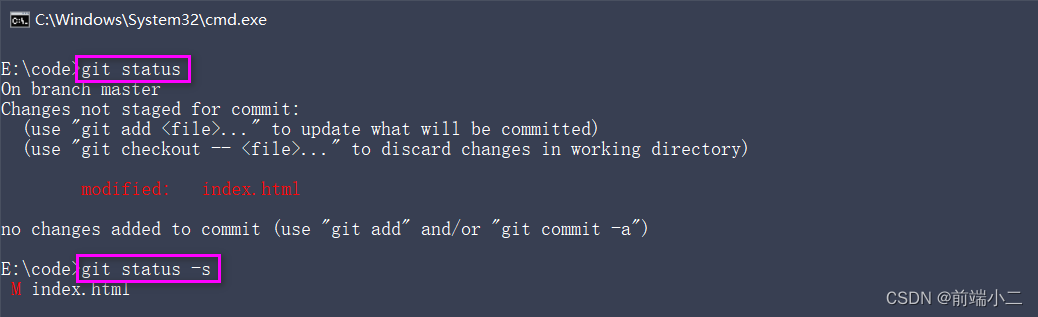 C:\Windows\System32\cmd.exe
E:\code>git status
On branch master
Changes not staged for commit:
  (use "git add <file>..." to update what will be committed)
  (use "git checkout -- <file>..." to discard changes in working directory)
        modified:   index.html
no changes added to commit (use "git add" and/or "git commit -a")
E:\code>git status -s
 M index.html
CSDN @前端小二